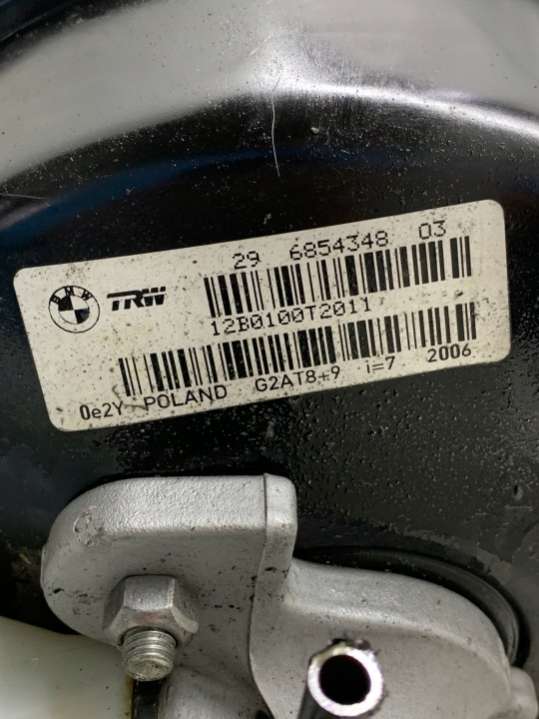 29 6854348 03
BMW TRW
12B0100T2011
0e2Y POLAND G2AT8+9 i=7 2006